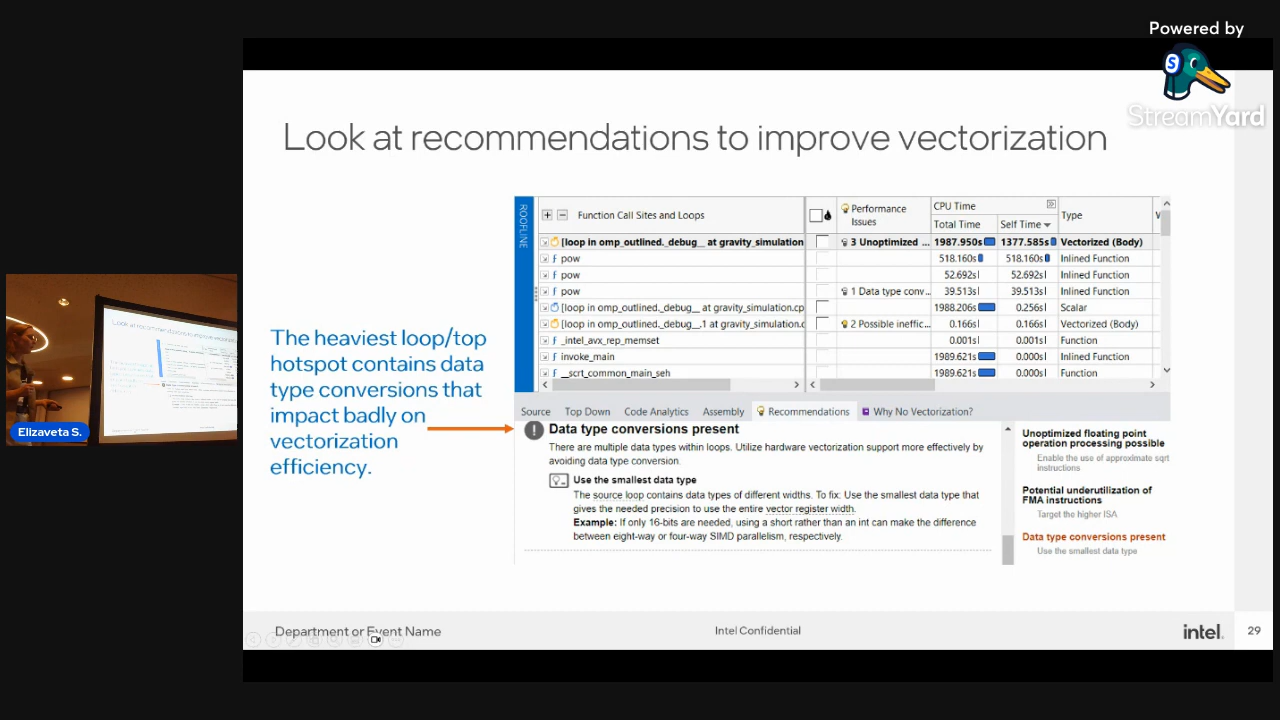 Powered by
S
StreamYard
Look at recommendations to improve vectorization
ROOFLINE
Function Call Sites and Loops
Performance Issues
CPU Time
Total Time
Self Time
Type
[loop in omp_outlined._debug__ at gravity_simulation 3 Unoptimized ... 1987.950s 1377.585s Vectorized (Body)
f pow 518.160s 518.160s Inlined Function
f pow 52.692s 52.692s Inlined Function
f pow 1 Data type conv... 39.513s 39.513s Inlined Function
[loop in omp_outlined._debug__ at gravity_simulation.cp 1988.206s 0.256s Scalar
[loop in omp_outlined._debug__,1 at gravity_simulation.c 2 Possible ineffic... 0.166s 0.166s Vectorized (Body)
f _intel_avx_rep_memset 0.001s 0.001s Function
f invoke_main 1989.621s 0.000s Inlined Function
f __scrt_common_main_seh 1989.621s 0.000s Function
The heaviest loop/top
hotspot contains data
type conversions that
impact badly on
vectorization
efficiency.
Source Top Down Code Analytics Assembly Recommendations Why No Vectorization?
Data type conversions present
There are multiple data types within loops. Utilize hardware vectorization support more effectively by
avoiding data type conversion.
Use the smallest data type
The source loop contains data types of different widths. To fix: Use the smallest data type that
gives the needed precision to use the entire vector register width.
Example: If only 16-bits are needed, using a short rather than an int can make the difference
between eight-way or four-way SIMD parallelism, respectively.
Unoptimized floating point
operation processing possible
Enable the use of approximate sqrt
instructions
Potential underutilization of
FMA instructions
Target the higher ISA
Data type conversions present
Use the smallest data type
Elizaveta S.
Department or Event Name
Intel Confidential
intel.
29